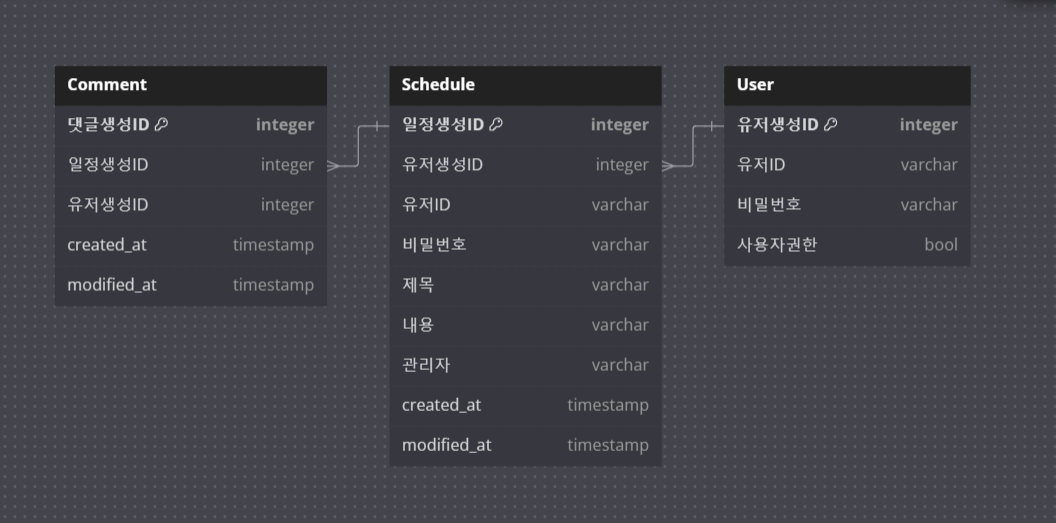 Comment
댓글생성ID integer
일정생성ID integer
유저생성ID integer
created_at timestamp
modified_at timestamp
Schedule
일정생성ID integer
유저생성ID integer
유저ID varchar
비밀번호 varchar
제목 varchar
내용 varchar
관리자 varchar
created_at timestamp
modified_at timestamp
User
유저생성ID integer
유저ID varchar
비밀번호 varchar
사용자권한 bool